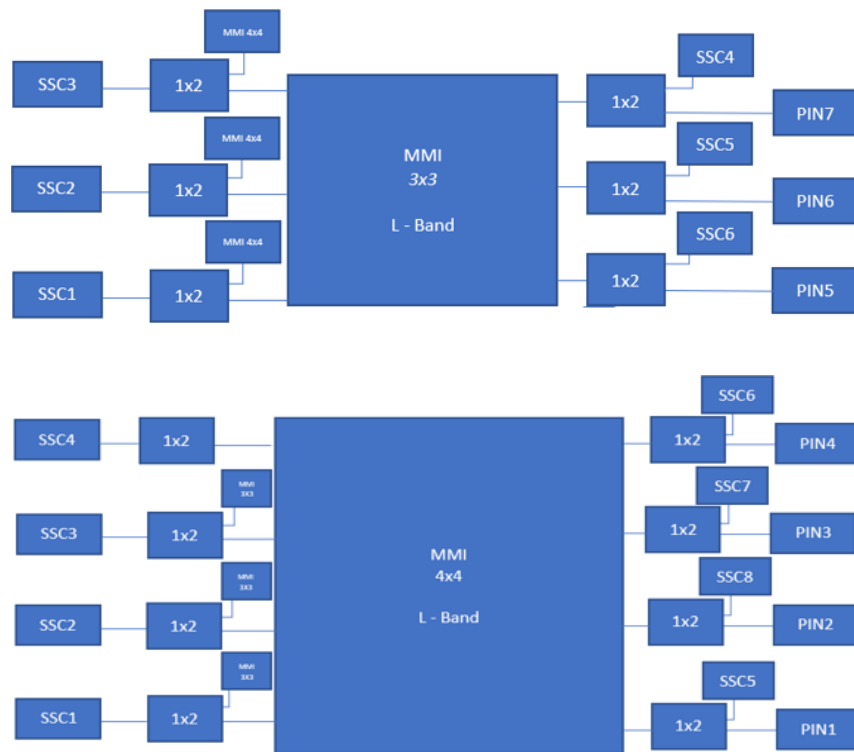 MMI 4x4
SSC4
SSC3
1x2
1x2
PIN7
MMI 4x4
SSC5
MMI
3x3
L - Band
SSC2
1x2
1x2
PIN6
MMI 4x4
SSC6
SSC1
1x2
1x2
PIN5
SSC6
SSC4
1x2
1x2
PIN4
MMI
3X3
SSC7
SSC3
1x2
1x2
PIN3
MMI
4x4
L - Band
MMI
3X3
SSC8
SSC2
1x2
1x2
PIN2
MMI
3X3
SSC5
SSC1
1x2
1x2
PIN1